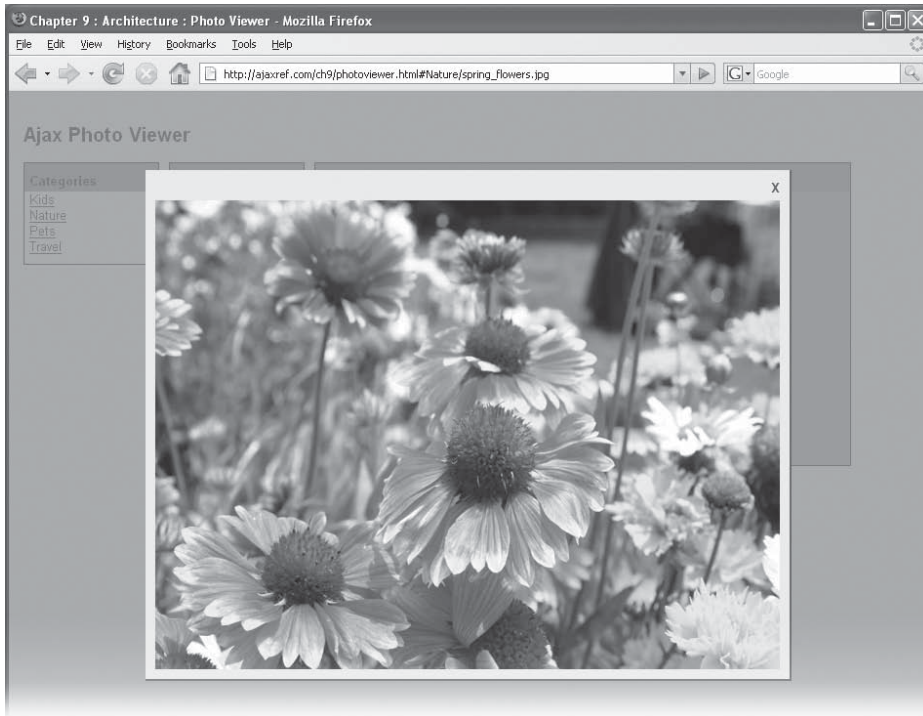 Chapter 9 : Architecture : Photo Viewer - Mozilla Firefox
File Edit View History Bookmarks Tools Help
http://ajaxref.com/ch9/photoviewer.html#Nature/spring_flowers.jpg
G Google
Ajax Photo Viewer
Categories
Kids
Nature
Pets
Travel
X